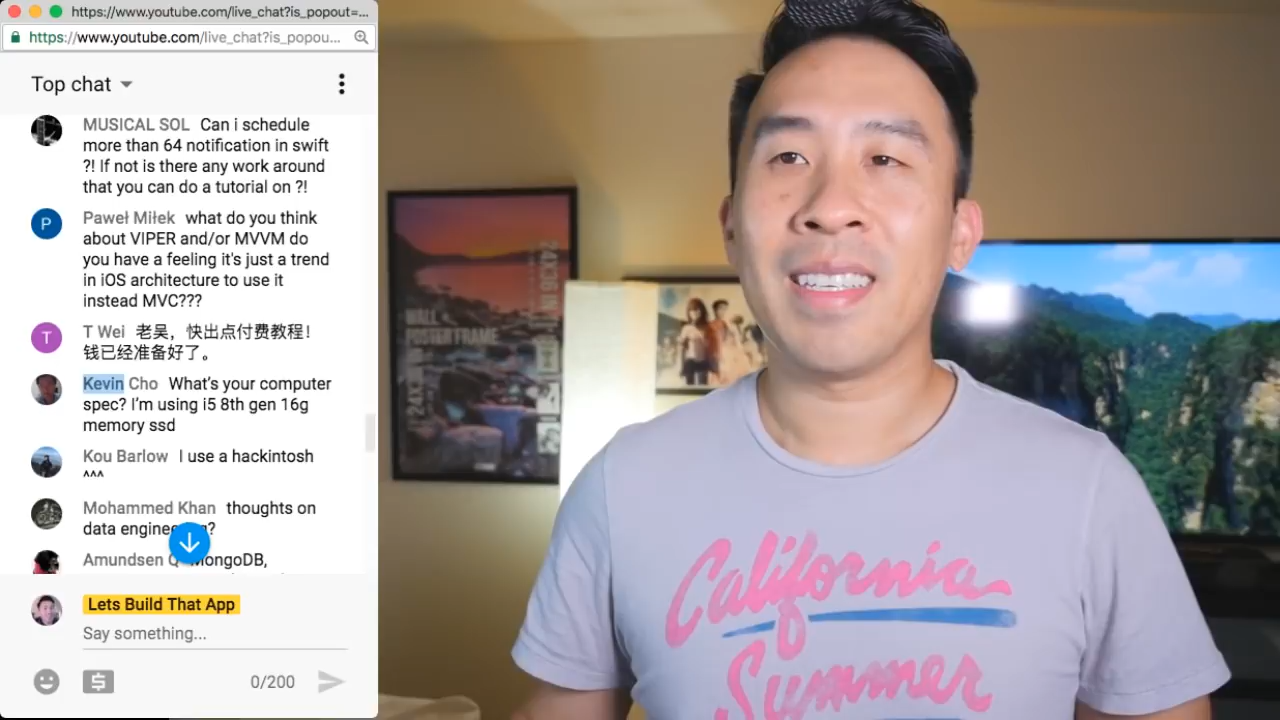 https://www.youtube.com/live_chat?is_popout=...
https://www.youtube.com/live_chat?is_popou...
Top chat
MUSICAL SOL Can i schedule
more than 64 notification in swift
?! If not is there any work around
that you can do a tutorial on ?!
P
Paweł Miłek what do you think
about VIPER and/or MVVM do
you have a feeling it's just a trend
in iOS architecture to use it
instead MVC???
T
T Wei 老吴，快出点付费教程！
钱已经准备好了。
Kevin Cho What's your computer
spec? I'm using i5 8th gen 16g
memory ssd
Kou Barlow I use a hackintosh
^^^
Mohammed Khan thoughts on
data engineering?
Amundsen Q MongoDB,
Lets Build That App
Say something...
0/200
24X36 IN
WALL
POSTER FRAME
California
Summer